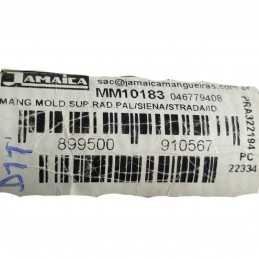 JAMAICA
sac@jamaicamangueiras.com.br
MM10183 046779408
MANG MOLD.SUP.RAD.PAL/SIENA/STRADA/ID
899500 910567
PRA322194
PC
22334